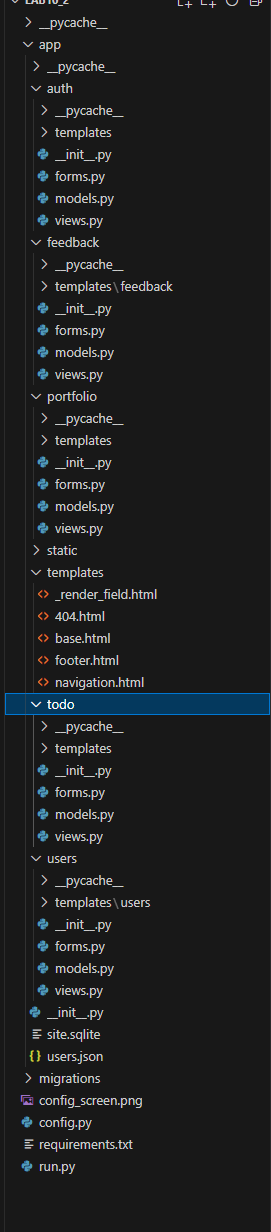 LAB10_2
__pycache__
app
__pycache__
auth
__pycache__
templates
__init__.py
forms.py
models.py
views.py
feedback
__pycache__
templates\feedback
__init__.py
forms.py
models.py
views.py
portfolio
__pycache__
templates
__init__.py
forms.py
models.py
views.py
static
templates
_render_field.html
404.html
base.html
footer.html
navigation.html
todo
__pycache__
templates
__init__.py
forms.py
models.py
views.py
users
__pycache__
templates\users
__init__.py
forms.py
models.py
views.py
__init__.py
site.sqlite
users.json
migrations
config_screen.png
config.py
requirements.txt
run.py